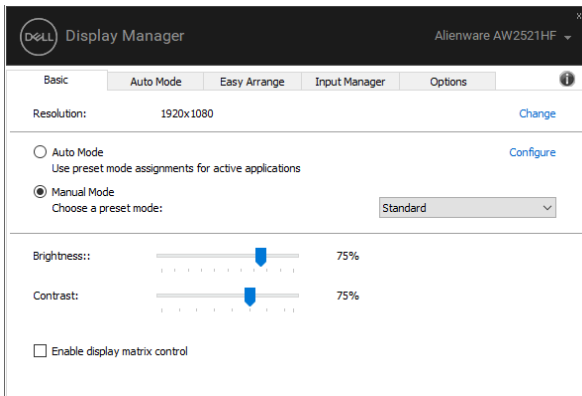 DELL Display Manager
Alienware AW2521HF
x
Basic Auto Mode Easy Arrange Input Manager Options i
Resolution: 1920x1080 Change
Auto Mode Configure
Use preset mode assignments for active applications
Manual Mode
Choose a preset mode: Standard
Brightness:: 75%
Contrast: 75%
Enable display matrix control